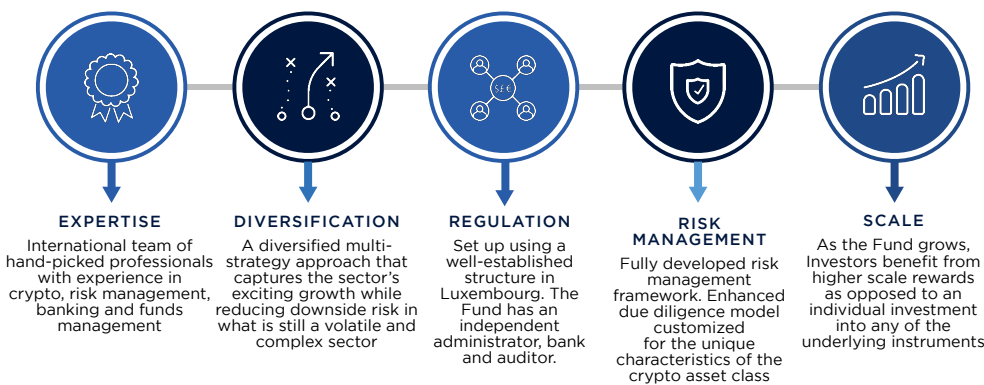 $ £ €
EXPERTISE
International team of
hand-picked professionals
with experience in
crypto, risk management,
banking and funds
management
DIVERSIFICATION
A diversified multi-
strategy approach that
captures the sector's
exciting growth while
reducing downside risk in
what is still a volatile and
complex sector
REGULATION
Set up using a
well-established
structure in
Luxembourg. The
Fund has an
independent
administrator, bank
and auditor.
RISK
MANAGEMENT
Fully developed risk
management
framework. Enhanced
due diligence model
customized
for the unique
characteristics of the
crypto asset class
SCALE
As the Fund grows,
Investors benefit from
higher scale rewards
as opposed to an
individual investment
into any of the
underlying instruments